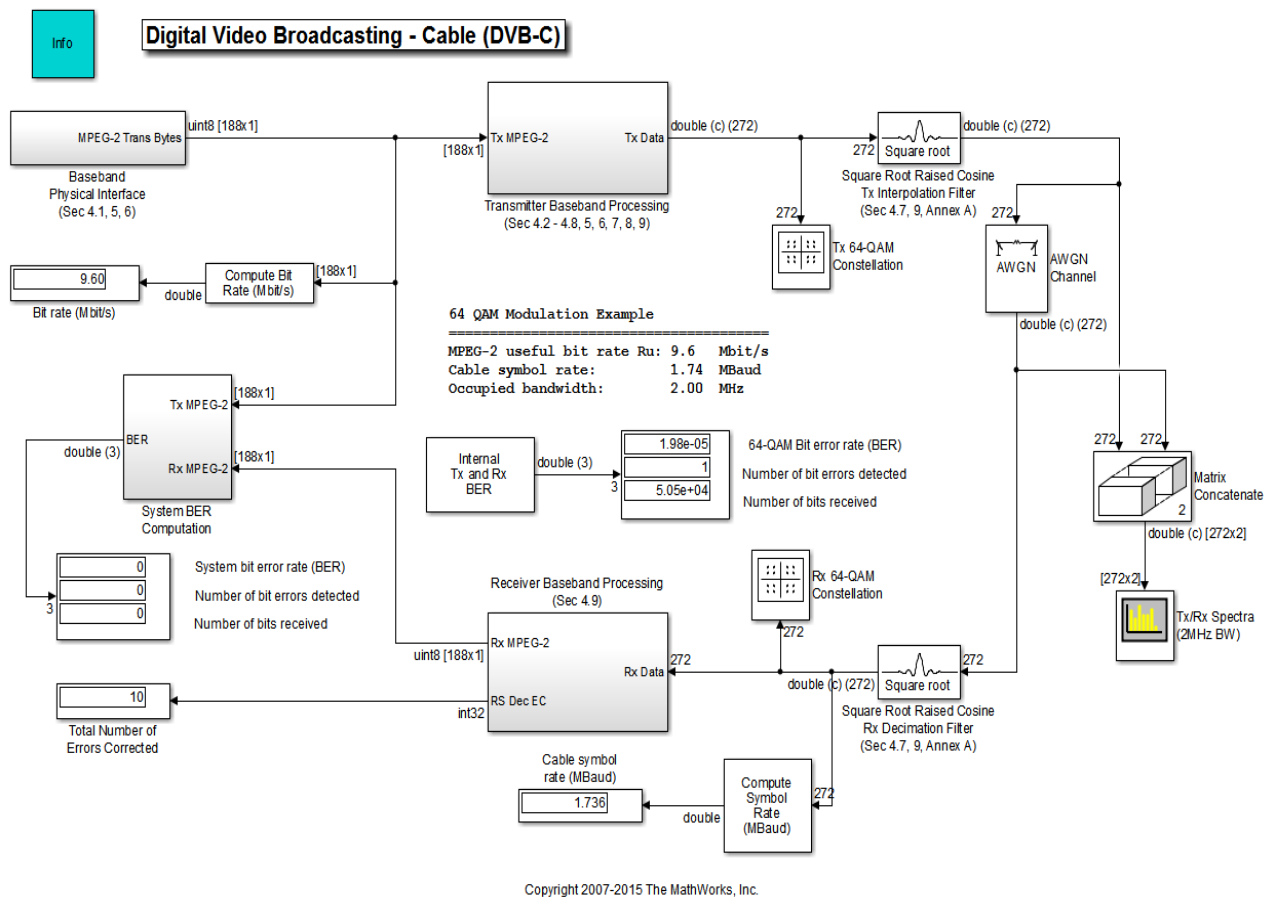 Info
Digital Video Broadcasting - Cable (DVB-C)
MPEG-2 Trans Bytes
uint8 [188x1]
Baseband
Physical Interface
(Sec 4.1, 5, 6)
[188x1]
Tx MPEG-2
Tx Data
double (c) (272)
Transmitter Baseband Processing
(Sec 4.2 - 4.8, 5, 6, 7, 8, 9)
272
Square root
double (c) (272)
Square Root Raised Cosine
Tx Interpolation Filter
(Sec 4.7, 9, Annex A)
272
Tx 64-QAM
Constellation
272
AWGN
AWGN
Channel
double (c) (272)
9.60
Bit rate (Mbit/s)
double
Compute Bit
Rate (Mbit/s)
[188x1]
64 QAM Modulation Example
=======================================
MPEG-2 useful bit rate Ru: 9.6 Mbit/s
Cable symbol rate: 1.74 MBaud
Occupied bandwidth: 2.00 MHz
Tx MPEG-2
[188x1]
BER
double (3)
Rx MPEG-2
[188x1]
System BER
Computation
Internal
Tx and Rx
BER
double (3)
3
1.98e-05
64-QAM Bit error rate (BER)
1
Number of bit errors detected
5.05e+04
Number of bits received
272
272
2
Matrix
Concatenate
double (c) [272x2]
[272x2]
Tx/Rx Spectra
(2MHz BW)
3
0
System bit error rate (BER)
0
Number of bit errors detected
0
Number of bits received
Receiver Baseband Processing
(Sec 4.9)
Rx MPEG-2
uint8 [188x1]
Rx Data
RS Dec EC
int32
272
Rx 64-QAM
Constellation
272
double (c) (272)
Square root
272
Square Root Raised Cosine
Rx Decimation Filter
(Sec 4.7, 9, Annex A)
10
Total Number of
Errors Corrected
Cable symbol
rate (MBaud)
1.736
double
Compute
Symbol
Rate
(MBaud)
272
Copyright 2007-2015 The MathWorks, Inc.